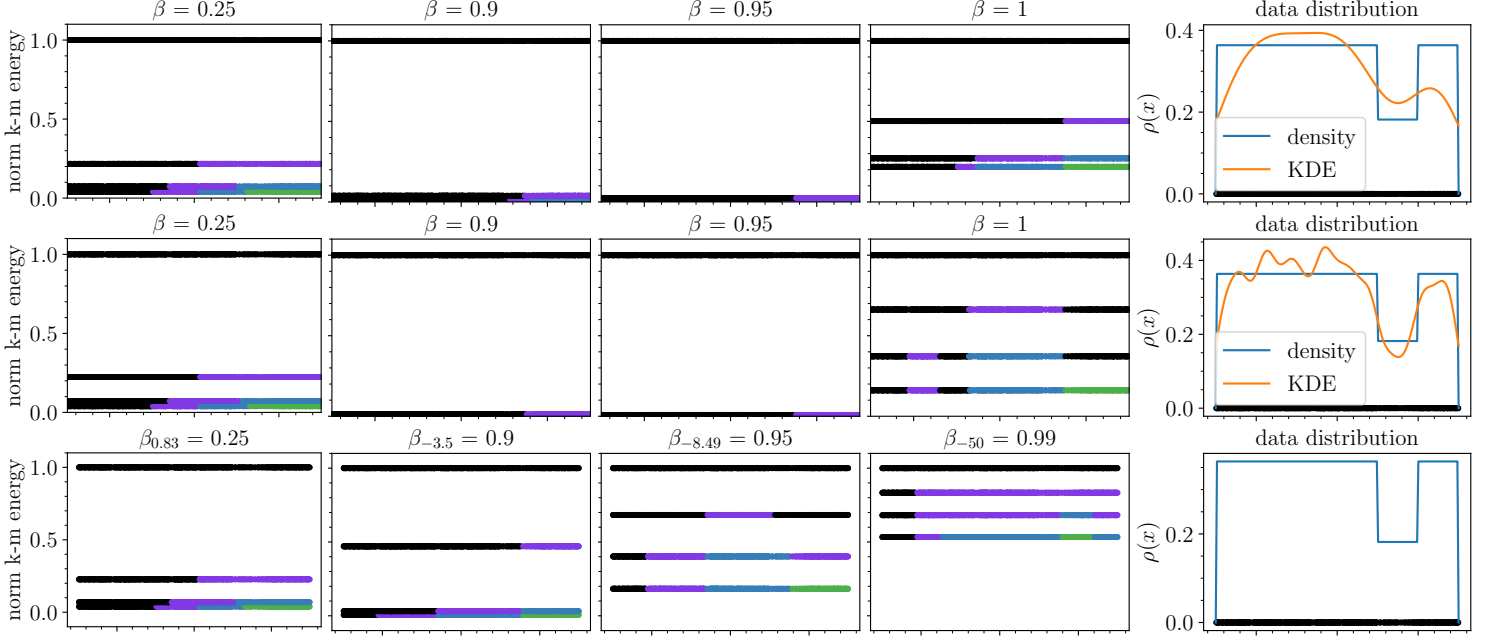 β = 0.25
β = 0.9
β = 0.95
β = 1
data distribution
norm k-m energy
1.0
0.5
0.0
ρ(x)
0.4
0.2
0.0
density
KDE
β = 0.25
β = 0.9
β = 0.95
β = 1
data distribution
norm k-m energy
1.0
0.5
0.0
ρ(x)
0.4
0.2
0.0
density
KDE
β₀.₈₃ = 0.25
β₋₃.₅ = 0.9
β₋₈.₄₉ = 0.95
β₋₅₀ = 0.99
data distribution
norm k-m energy
1.0
0.5
0.0
ρ(x)
0.2
0.0